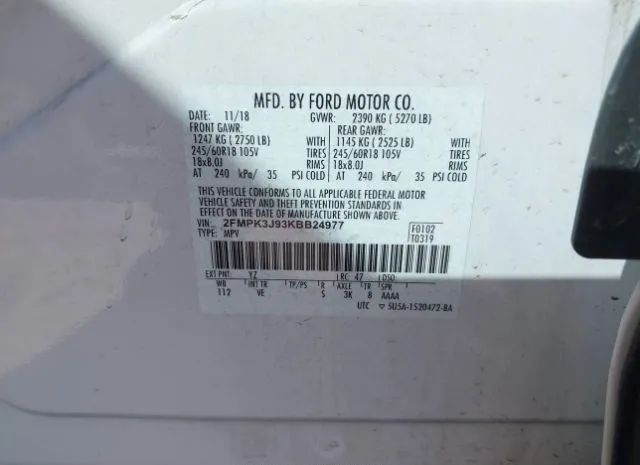 MFD. BY FORD MOTOR CO.
DATE: 11/18 GVWR: 2390 KG ( 5270 LB)
FRONT GAWR: REAR GAWR:
1247 KG ( 2750 LB) WITH 1145 KG ( 2525 LB) WITH
245/60R18 105V TIRES 245/60R18 105V TIRES
18x8.0J RIMS 18x8.0J RIMS
AT 240 kPa/ 35 PSI COLD AT 240 kPa/ 35 PSI COLD
THIS VEHICLE CONFORMS TO ALL APPLICABLE FEDERAL MOTOR
VEHICLE SAFETY AND THEFT PREVENTION STANDARDS IN
EFFECT ON THE DATE OF MANUFACTURE SHOWN ABOVE.
VIN: 2FMPK3J93KBB24977 F0102
TYPE: MPV T0319
EXT PNT: YZ RC: 47 DSO:
WB INT TR TP/PS R AXLE TR SPR
112 VE S 3K 8 AAAA
UTC ▽ 5U5A-1520472-BA